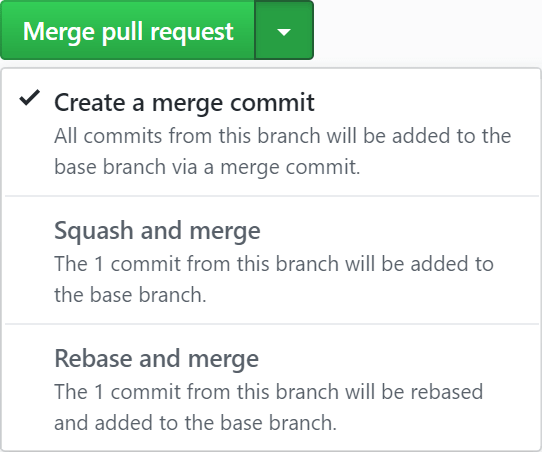 Merge pull request
Create a merge commit
All commits from this branch will be added to the
base branch via a merge commit.
Squash and merge
The 1 commit from this branch will be added to
the base branch.
Rebase and merge
The 1 commit from this branch will be rebased
and added to the base branch.